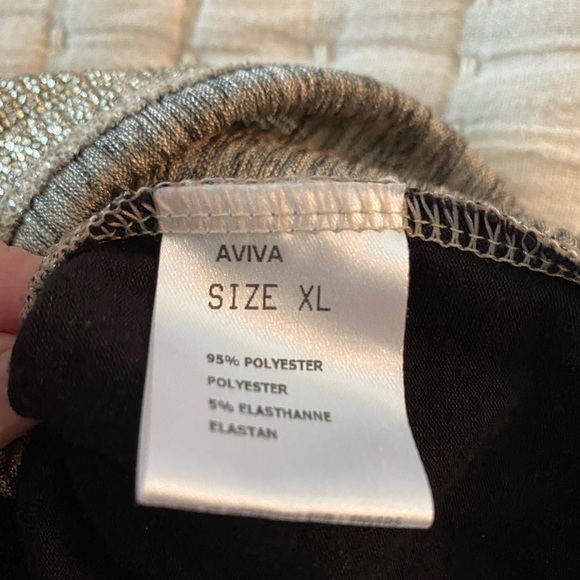 AVIVA
SIZE XL
95% POLYESTER
POLYESTER
5% ELASTHANNE
ELASTAN